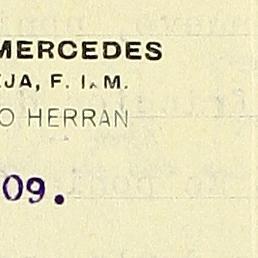 MERCEDES
EJA, F. I. M.
O HERRAN
09.